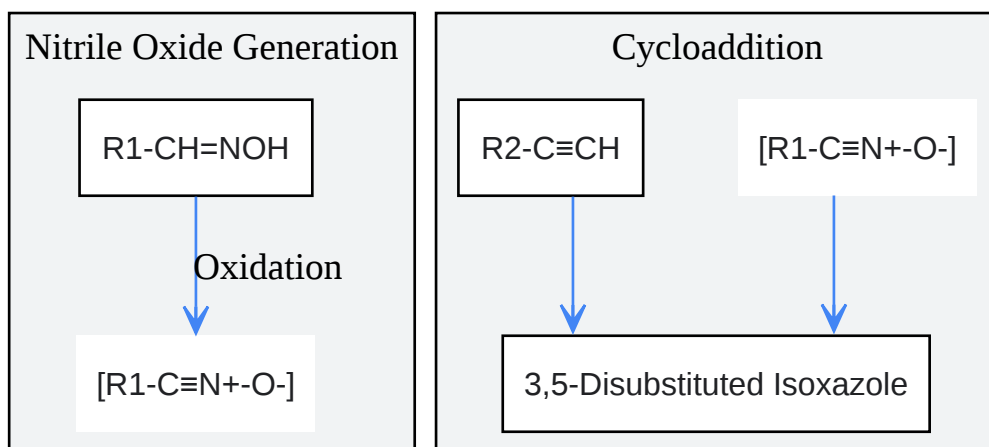 Nitrile Oxide Generation
R1-CH=NOH
Oxidation
[R1-C≡N+-O-]
Cycloaddition
R2-C≡CH
[R1-C≡N+-O-]
3,5-Disubstituted Isoxazole